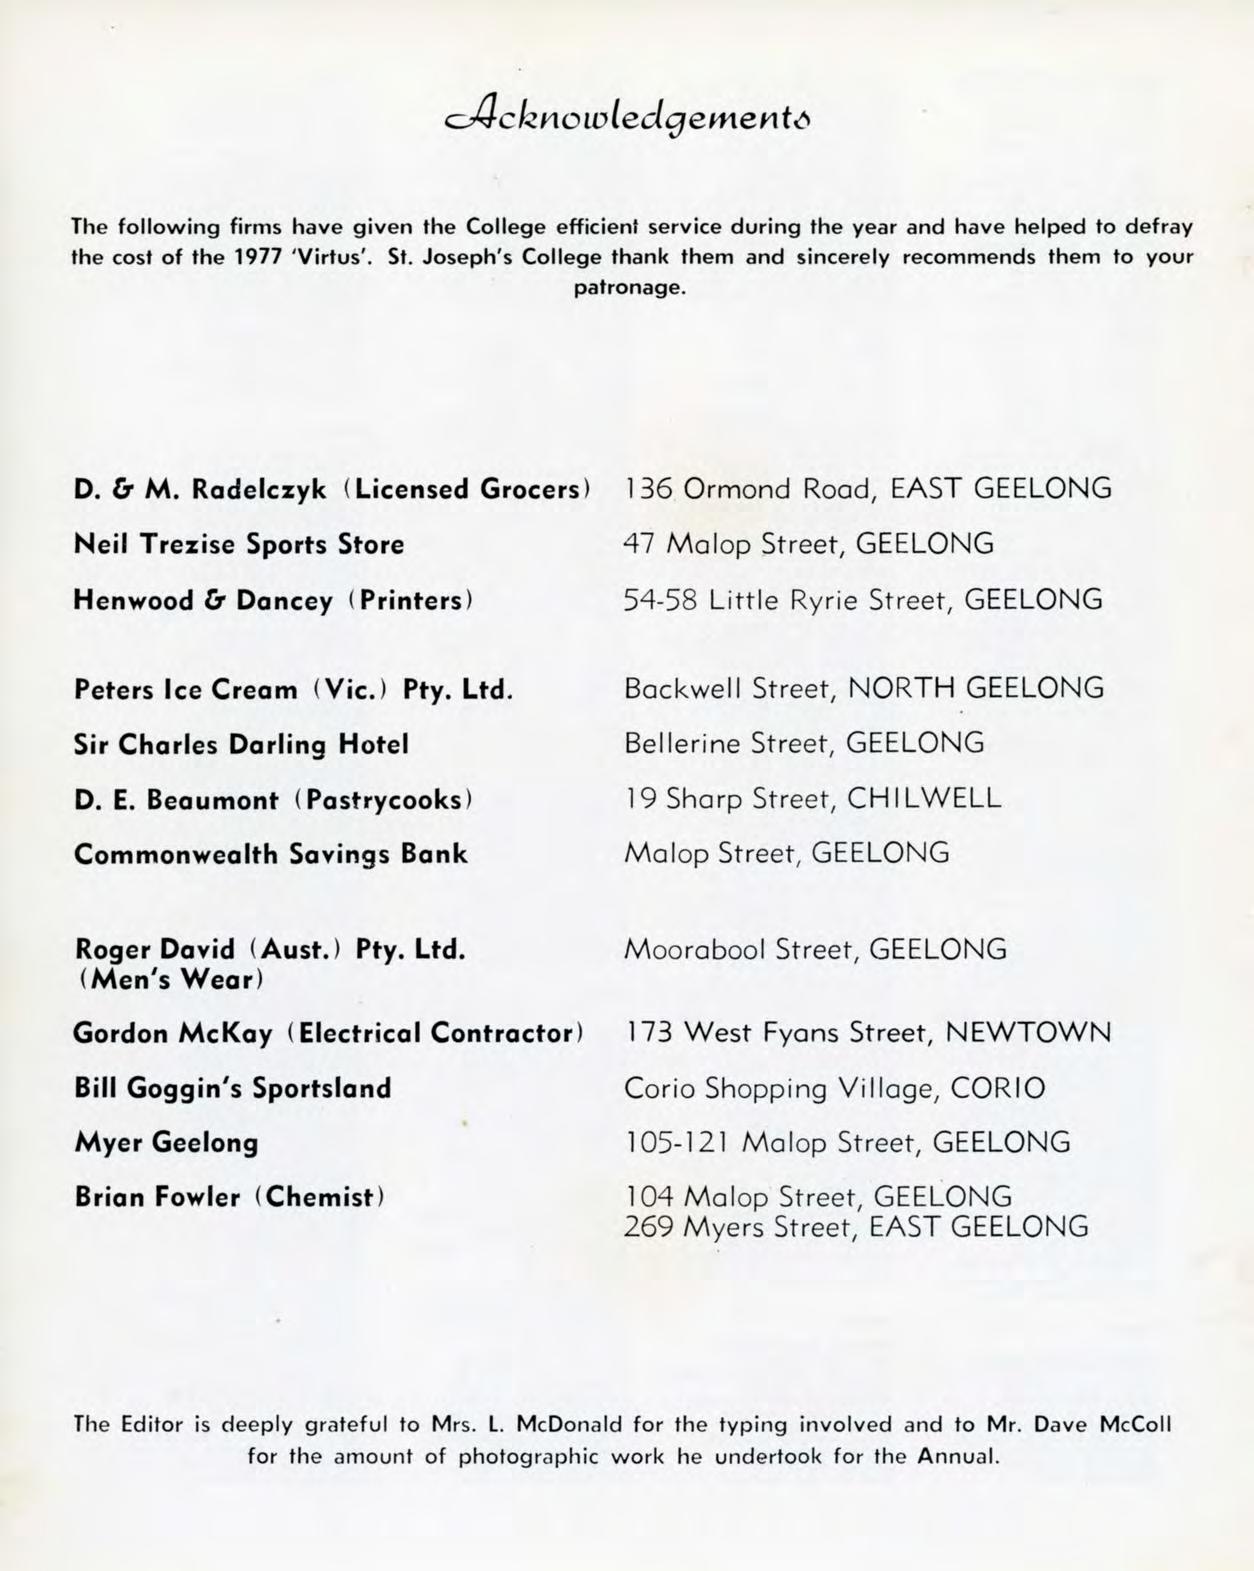 Acknowledgements
The following firms have given the College efficient service during the year and have helped to defray
the cost of the 1977 'Virtus'. St. Joseph's College thank them and sincerely recommends them to your
patronage.
D. & M. Radelczyk (Licensed Grocers) 136 Ormond Road, EAST GEELONG
Neil Trezise Sports Store 47 Malop Street, GEELONG
Henwood & Dancey (Printers) 54-58 Little Ryrie Street, GEELONG
Peters Ice Cream (Vic.) Pty. Ltd. Backwell Street, NORTH GEELONG
Sir Charles Darling Hotel Bellerine Street, GEELONG
D. E. Beaumont (Pastrycooks) 19 Sharp Street, CHILWELL
Commonwealth Savings Bank Malop Street, GEELONG
Roger David (Aust.) Pty. Ltd. Moorabool Street, GEELONG
(Men's Wear)
Gordon McKay (Electrical Contractor) 173 West Fyans Street, NEWTOWN
Bill Goggin's Sportsland Corio Shopping Village, CORIO
Myer Geelong 105-121 Malop Street, GEELONG
Brian Fowler (Chemist) 104 Malop Street, GEELONG
269 Myers Street, EAST GEELONG
The Editor is deeply grateful to Mrs. L. McDonald for the typing involved and to Mr. Dave McColl
for the amount of photographic work he undertook for the Annual.